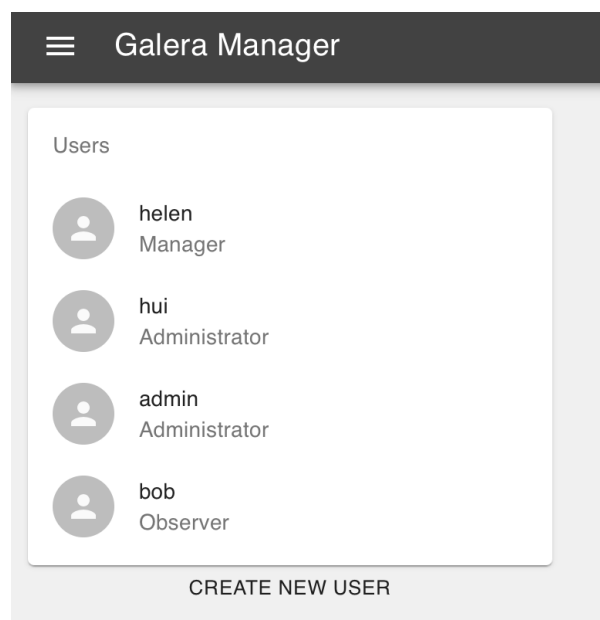 Galera Manager
Users
helen
Manager
hui
Administrator
admin
Administrator
bob
Observer
CREATE NEW USER